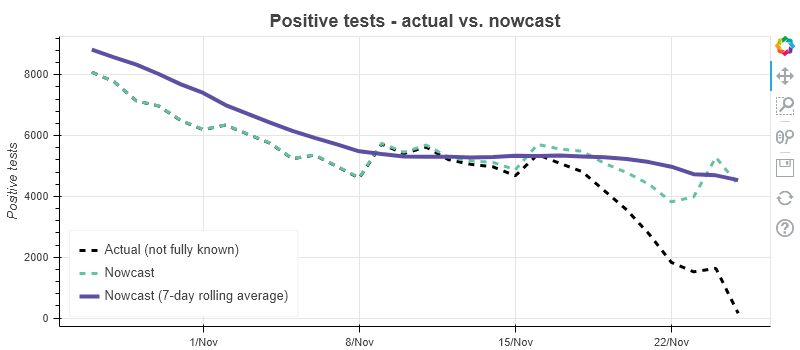 Positive tests - actual vs. nowcast
Positive tests
8000
6000
4000
2000
0
Actual (not fully known)
Nowcast
Nowcast (7-day rolling average)
1/Nov
8/Nov
15/Nov
22/Nov